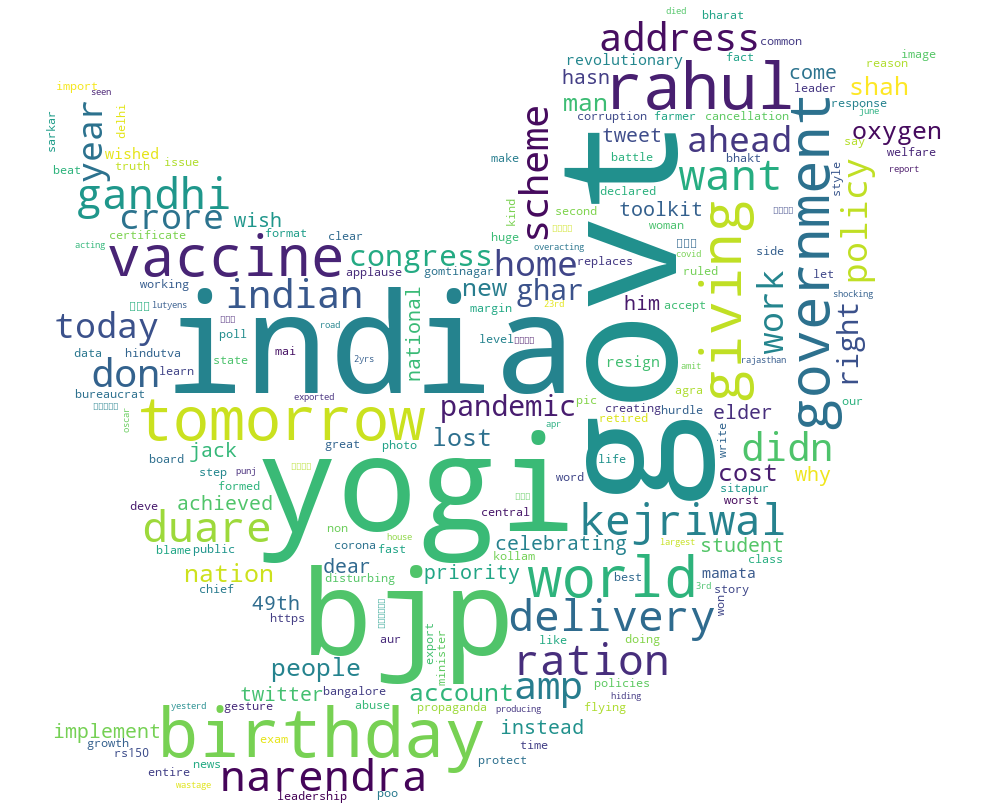 died
bharat
address
common
revolutionary
fact
image
reason
hasn
rahul
come
leader
shah
import
seen
man
response
june
year
delhi
sarkar
corruption
farmer
cancellation
scheme
tweet
ahead
oxygen
say
welfare
wished
truth
issue
beat
make
battle
bhakt
report
gandhi
want
style
policy
declared
crore
wish
kind
second
toolkit
giving
government
certificate
format
clear
huge
woman
acting
vaccine
applause
congress
overacting
replaces
home
govt
covid
side
let
working
gomtinagar
ghar
ruled
work
shocking
indian
new
him
accept
lutyens
national
margin
23rd
right
today
india
road
poll
level
data
hindutva
state
mai
2yrs
resign
amit
rajasthan
don
learn
bureaucrat
exported
agra
our
pic
creating
hurdle
elder
tomorrow
pandemic
retired
oscar
apr
write
jack
great
photo
lost
didn
board
step
punj
yogi
life
cost
why
formed
word
sitapur
achieved
deve
central
worst
duare
non
kejriwal
house
corona
fast
celebrating
largest
student
blame
public
kollam
class
nation
dear
disturbing
priority
world
best
3rd
mamata
chief
story
49th
https
bjp
delivery
won
aur
like
doing
export
minister
people
ration
twitter
bangalore
account
amp
policies
hiding
yesterd
gesture
abuse
propaganda
producing
flying
implement
birthday
instead
growth
rs150
exam
time
news
protect
entire
narendra
wastage
leadership
poo